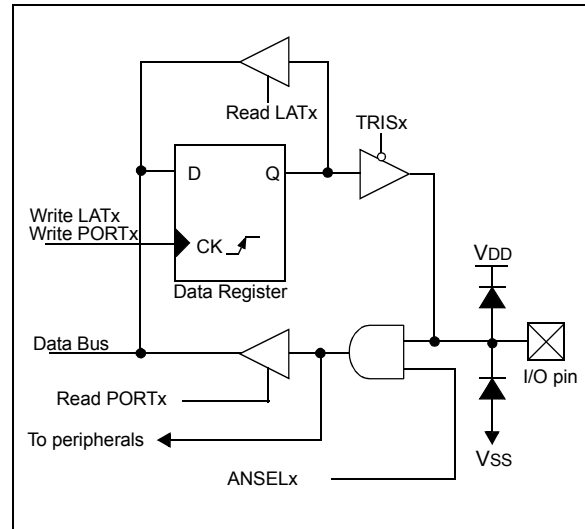 Read LATx
TRISx
D Q
Write LATx
Write PORTx
CK
VDD
Data Register
Data Bus
I/O pin
Read PORTx
To peripherals
VSS
ANSELx